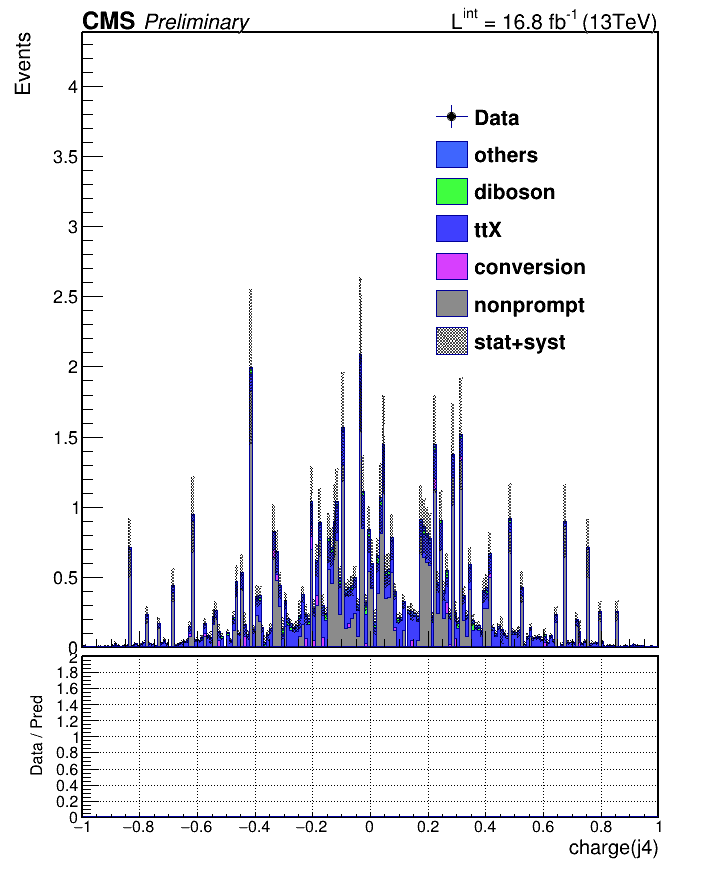 CMS Preliminary
L^int = 16.8 fb^-1 (13TeV)
Events
4
3.5
3
2.5
2
1.5
1
0.5
0
Data
others
diboson
ttX
conversion
nonprompt
stat+syst
Data / Pred
2
1.8
1.6
1.4
1.2
1
0.8
0.6
0.4
0.2
0
−1 −0.8 −0.6 −0.4 −0.2 0 0.2 0.4 0.6 0.8 1
charge(j4)